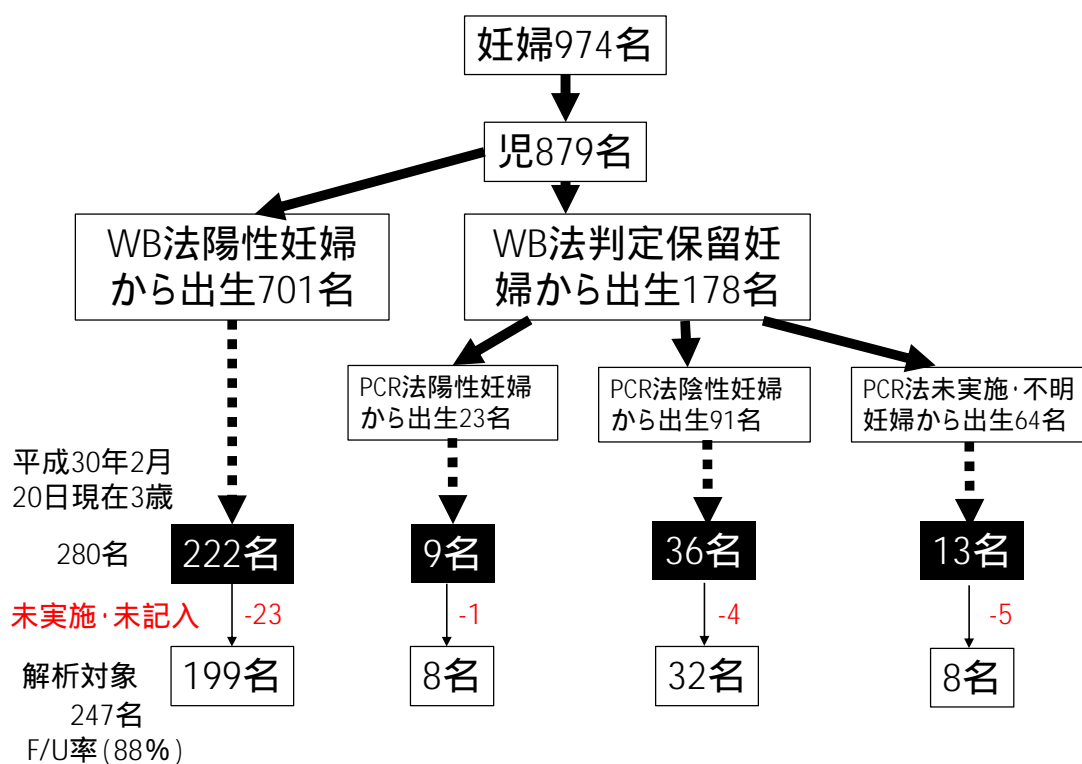 妊婦974名
児879名
WB法陽性妊婦
から出生701名
WB法判定保留妊
婦から出生178名
PCR法陽性妊婦
から出生23名
PCR法陰性妊婦
から出生91名
PCR法未実施・不明
妊婦から出生64名
平成30年2月
20日現在3歳
280名
222名
9名
36名
13名
未実施・未記入
-23
-1
-4
-5
解析対象
247名
F/U率(88%)
199名
8名
32名
8名